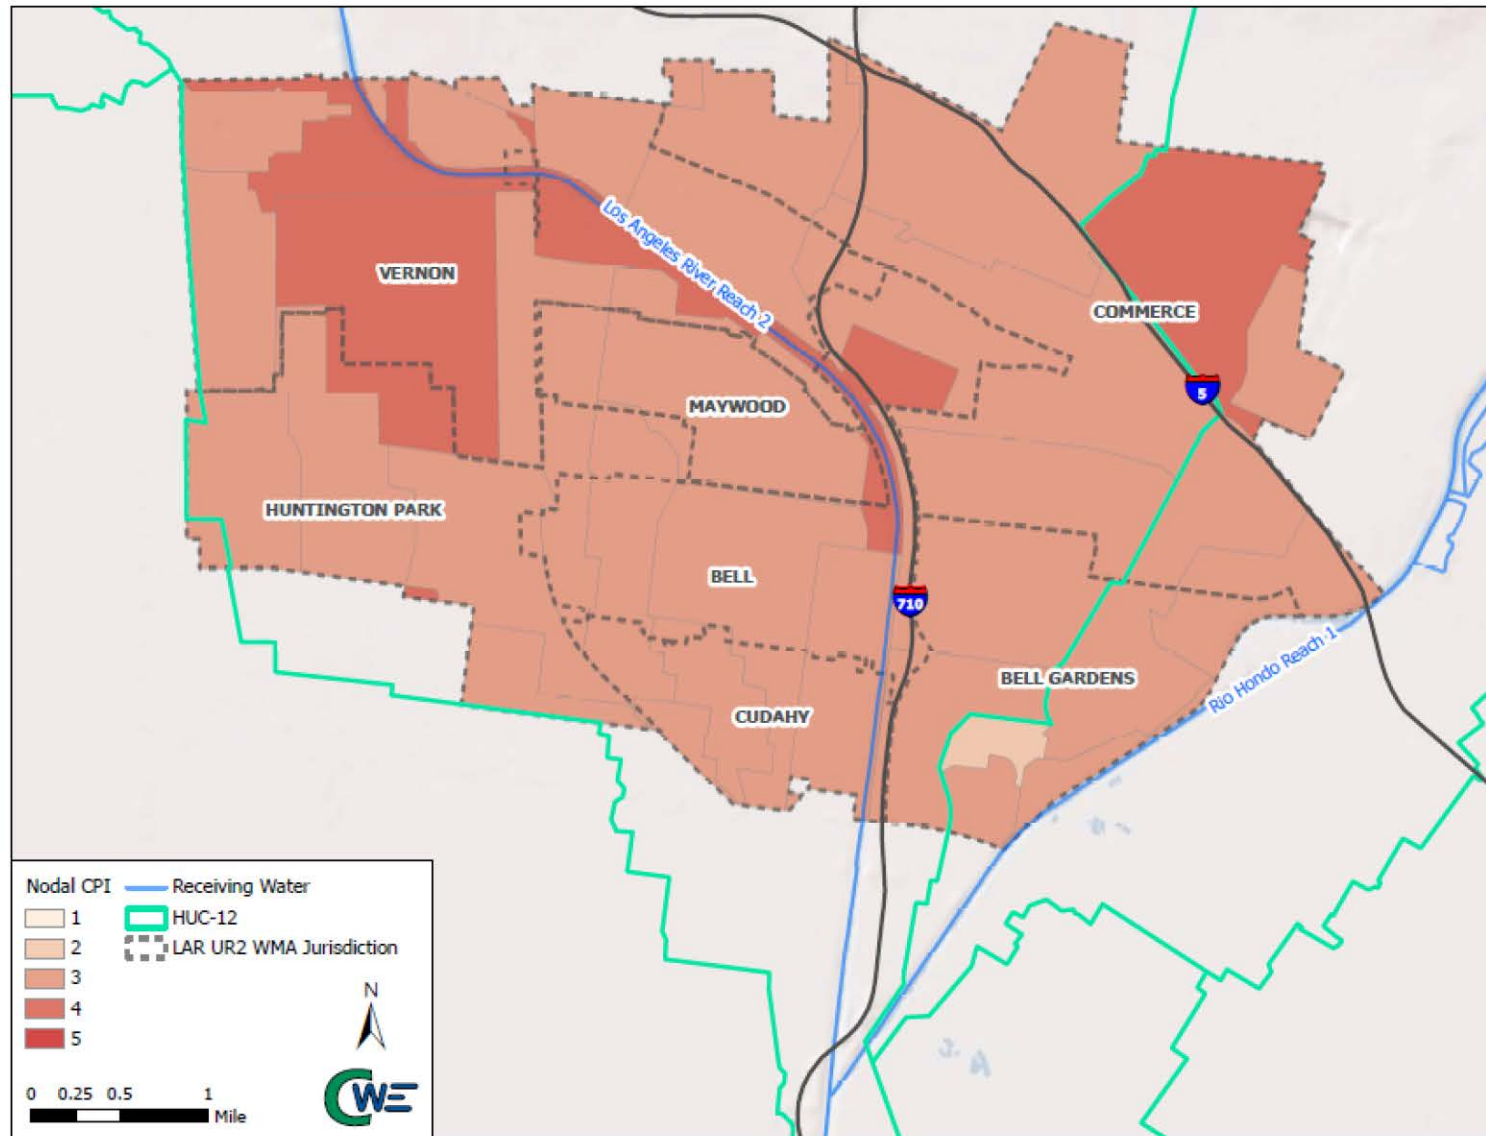 VERNON
Los Angeles River Reach 2
COMMERCE
5
MAYWOOD
HUNTINGTON PARK
BELL
710
BELL GARDENS
Rio Hondo Reach 1
CUDAHY
Nodal CPI
1
2
3
4
5
Receiving Water
HUC-12
LAR UR2 WMA Jurisdiction
N
0 0.25 0.5 1
Mile
CWE